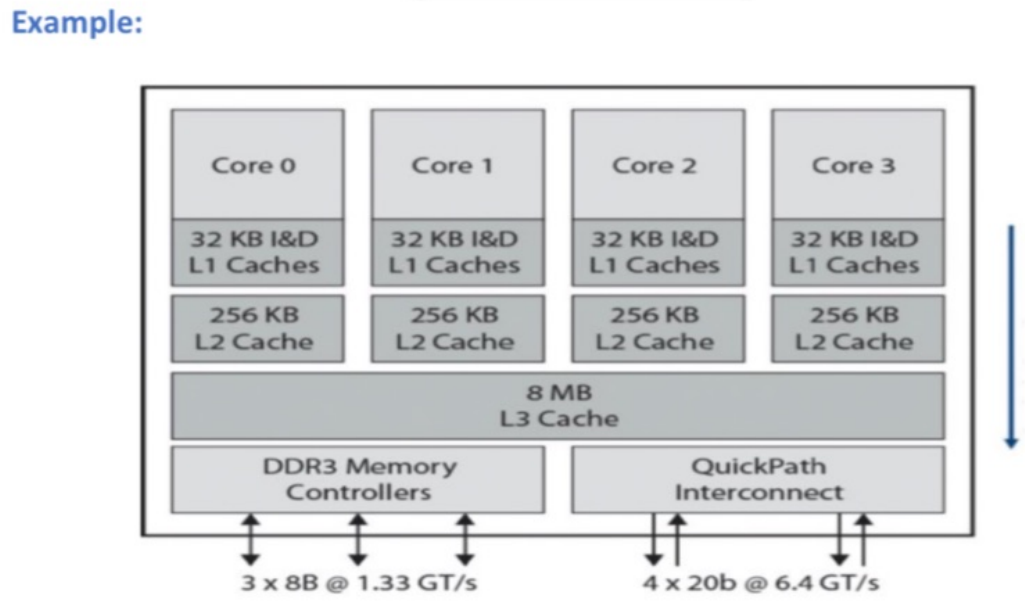 Example:
Core 0
Core 1
Core 2
Core 3
32 KB I&D
L1 Caches
32 KB I&D
L1 Caches
32 KB I&D
L1 Caches
32 KB I&D
L1 Caches
256 KB
L2 Cache
256 KB
L2 Cache
256 KB
L2 Cache
256 KB
L2 Cache
8 MB
L3 Cache
DDR3 Memory
Controllers
QuickPath
Interconnect
3 x 8B @ 1.33 GT/s
4 x 20b @ 6.4 GT/s